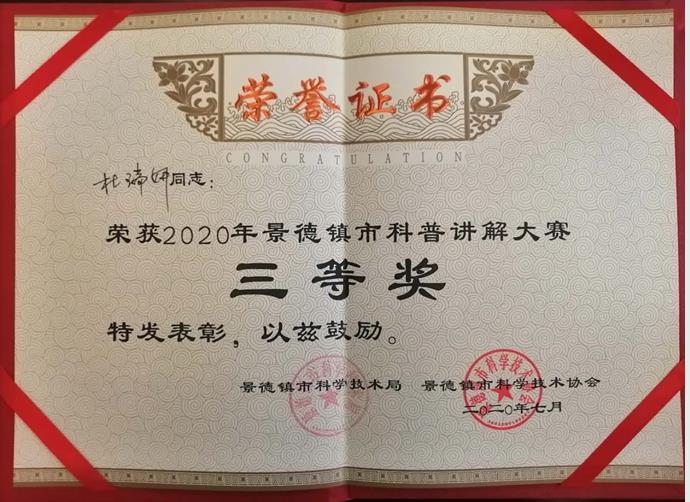 荣誉证书
CONGRATULATION
杜瑞妍同志：
荣获2020年景德镇市科普讲解大赛
三等奖
特发表彰，以兹鼓励。
景德镇市科学技术局 景德镇市科学技术协会
二〇二〇年七月